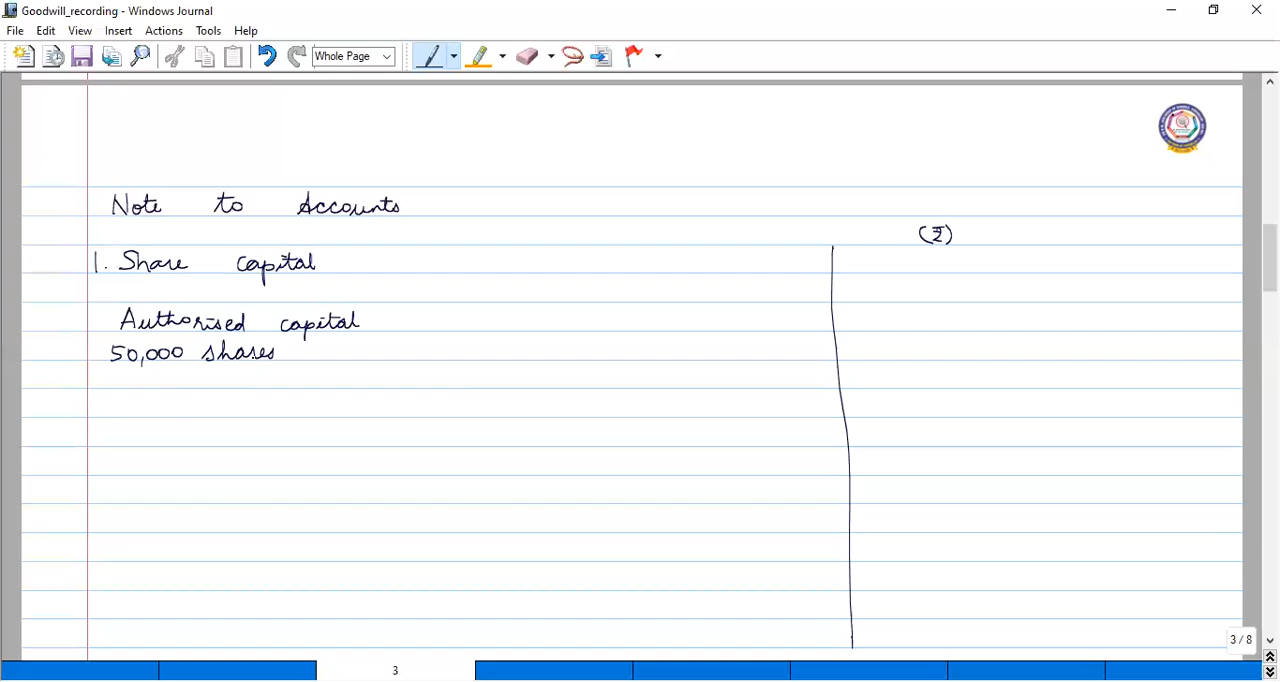 Goodwill_recording - Windows Journal
File Edit View Insert Actions Tools Help
Whole Page
Note to Accounts
(₹)
1. Share capital
Authorised capital
50,000 shares
3 / 8
3